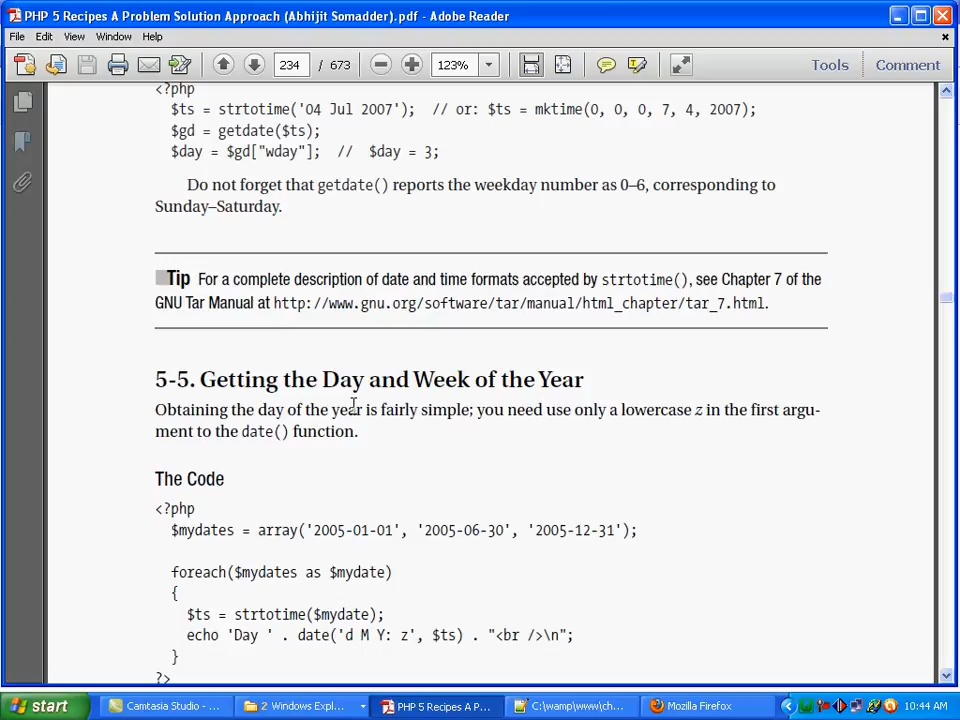 PHP 5 Recipes A Problem Solution Approach (Abhijit Somadder).pdf - Adobe Reader
File Edit View Window Help
234 / 673 123% Tools Comment
<?php
$ts = strtotime('04 Jul 2007'); // or: $ts = mktime(0, 0, 0, 7, 4, 2007);
$gd = getdate($ts);
$day = $gd["wday"]; // $day = 3;
Do not forget that getdate() reports the weekday number as 0–6, corresponding to
Sunday–Saturday.
Tip For a complete description of date and time formats accepted by strtotime(), see Chapter 7 of the
GNU Tar Manual at http://www.gnu.org/software/tar/manual/html_chapter/tar_7.html.
5-5. Getting the Day and Week of the Year
Obtaining the day of the year is fairly simple; you need use only a lowercase z in the first argu-
ment to the date() function.
The Code
<?php
$mydates = array('2005-01-01', '2005-06-30', '2005-12-31');
foreach($mydates as $mydate)
{
$ts = strtotime($mydate);
echo 'Day ' . date('d M Y: z', $ts) . "<br />\n";
}
?>
start Camtasia Studio - ... 2 Windows Expl... PHP 5 Recipes A P... C:\wamp\www\ch... Mozilla Firefox 10:44 AM